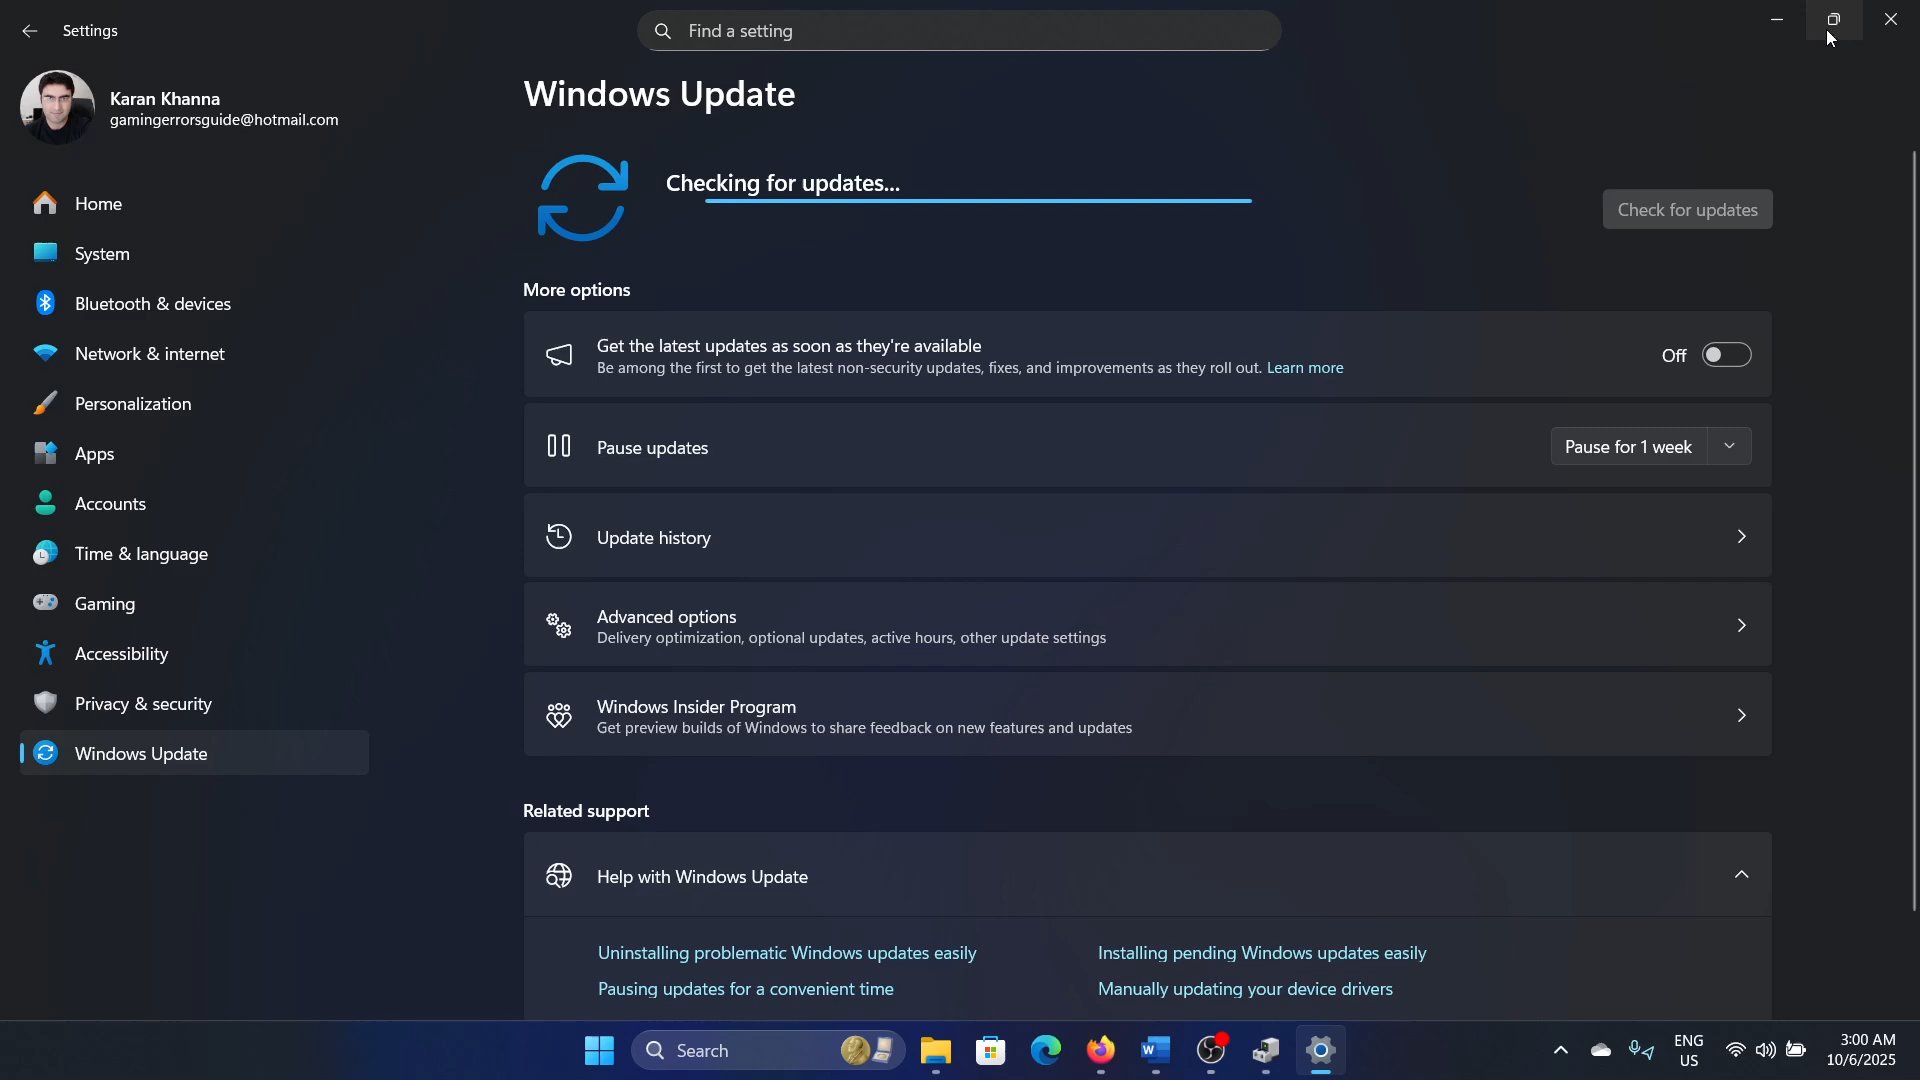 Settings
Find a setting
Karan Khanna
gamingerrorsguide@hotmail.com
Home
System
Bluetooth & devices
Network & internet
Personalization
Apps
Accounts
Time & language
Gaming
Accessibility
Privacy & security
Windows Update
Windows Update
Checking for updates...
Check for updates
More options
Get the latest updates as soon as they're available
Be among the first to get the latest non-security updates, fixes, and improvements as they roll out. Learn more
Off
Pause updates
Pause for 1 week
Update history
Advanced options
Delivery optimization, optional updates, active hours, other update settings
Windows Insider Program
Get preview builds of Windows to share feedback on new features and updates
Related support
Help with Windows Update
Uninstalling problematic Windows updates easily
Installing pending Windows updates easily
Pausing updates for a convenient time
Manually updating your device drivers
Search
ENG
US
3:00 AM
10/6/2025